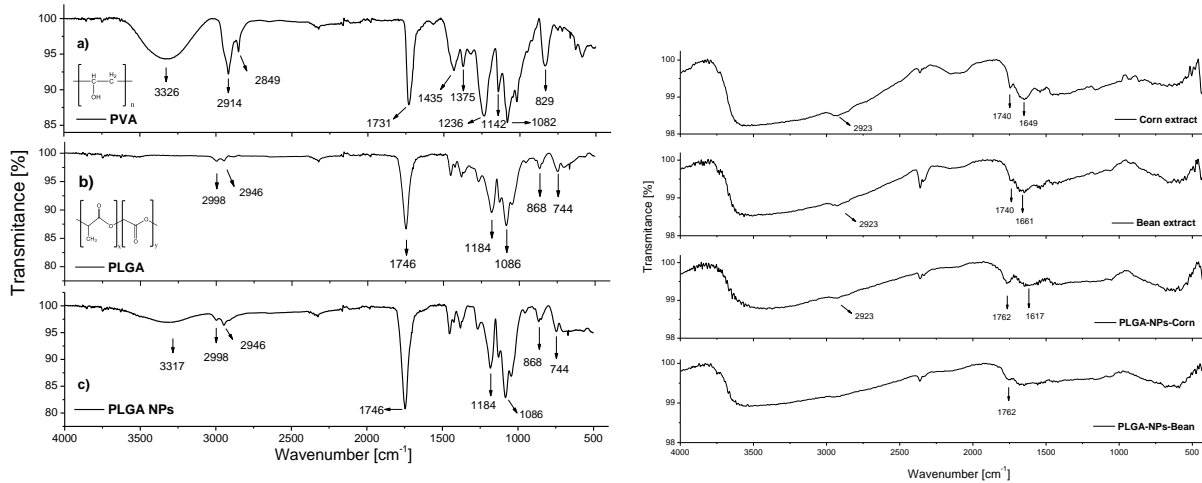 Transmitance [%]
100
95
90
85
a)
H
H2
C
C
OH
n
PVA
3326
2914
2849
1731
1435
1375
1236
1142
1082
829
100
95
90
85
80
b)
O
O
O
CH3
O
x
y
PLGA
2998
2946
1746
1184
1086
868
744
100
95
90
85
80
c)
PLGA NPs
3317
2998
2946
1746
1184
1086
868
744
4000 3500 3000 2500 2000 1500 1000 500
Wavenumber [cm-1]
Transmitance [%]
100
99
98
2923
1740
1649
Corn extract
100
99
98
2923
1740
1661
Bean extract
100
99
98
2923
1762
1617
PLGA-NPs-Corn
100
99
98
1762
PLGA-NPs-Bean
4000 3500 3000 2500 2000 1500 1000 500
Wavenumber [cm-1]